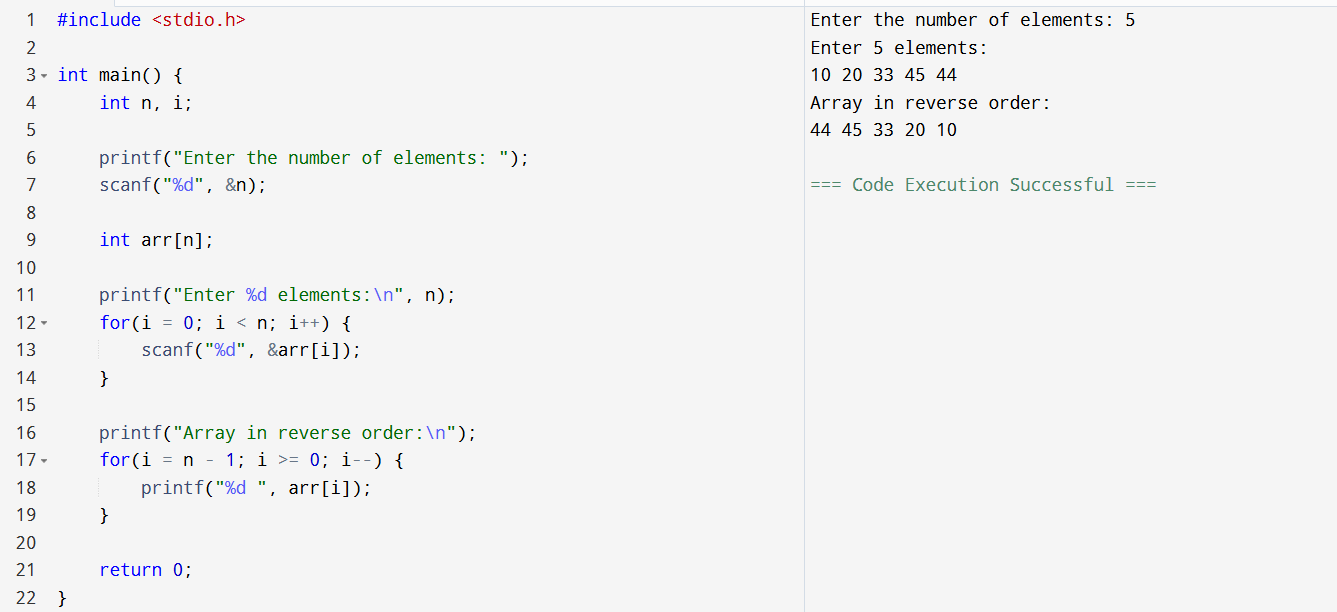 1 #include <stdio.h>
2
3 int main() {
4     int n, i;
5
6     printf("Enter the number of elements: ");
7     scanf("%d", &n);
8
9     int arr[n];
10
11     printf("Enter %d elements:\n", n);
12     for(i = 0; i < n; i++) {
13         scanf("%d", &arr[i]);
14     }
15
16     printf("Array in reverse order:\n");
17     for(i = n - 1; i >= 0; i--) {
18         printf("%d ", arr[i]);
19     }
20
21     return 0;
22 }
Enter the number of elements: 5
Enter 5 elements:
10 20 33 45 44
Array in reverse order:
44 45 33 20 10
=== Code Execution Successful ===